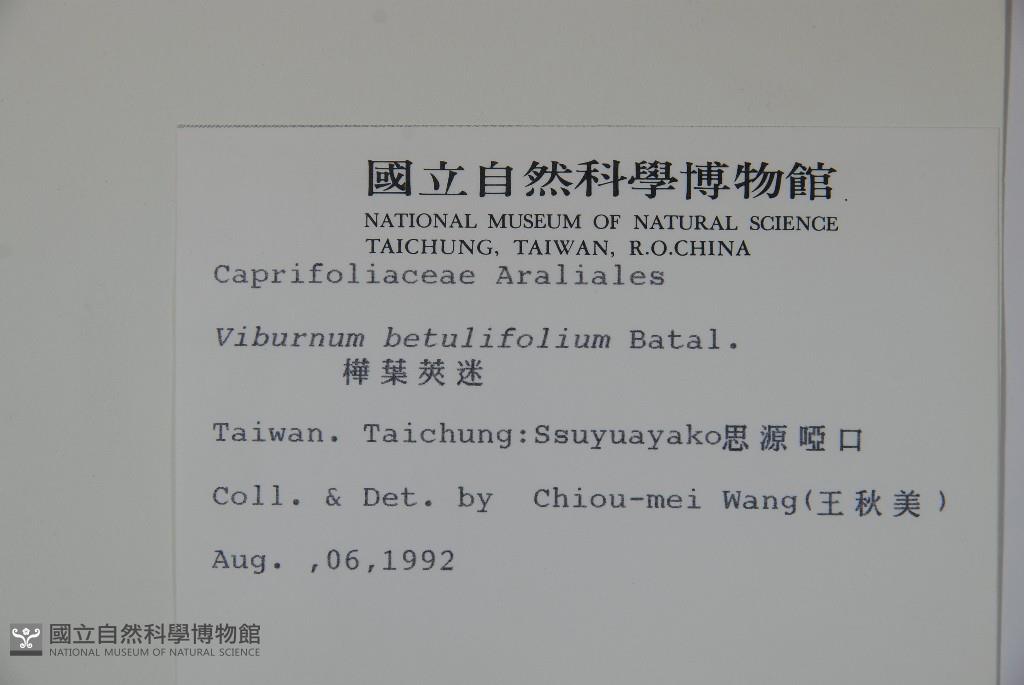 國立自然科學博物館
NATIONAL MUSEUM OF NATURAL SCIENCE
TAICHUNG, TAIWAN, R.O.CHINA
Caprifoliaceae Araliales
Viburnum betulifolium Batal.
樺葉莢迷
Taiwan. Taichung:Ssuyuayako思源啞口
Coll. & Det. by Chiou-mei Wang(王秋美)
Aug. ,06,1992
國立自然科學博物館
NATIONAL MUSEUM OF NATURAL SCIENCE